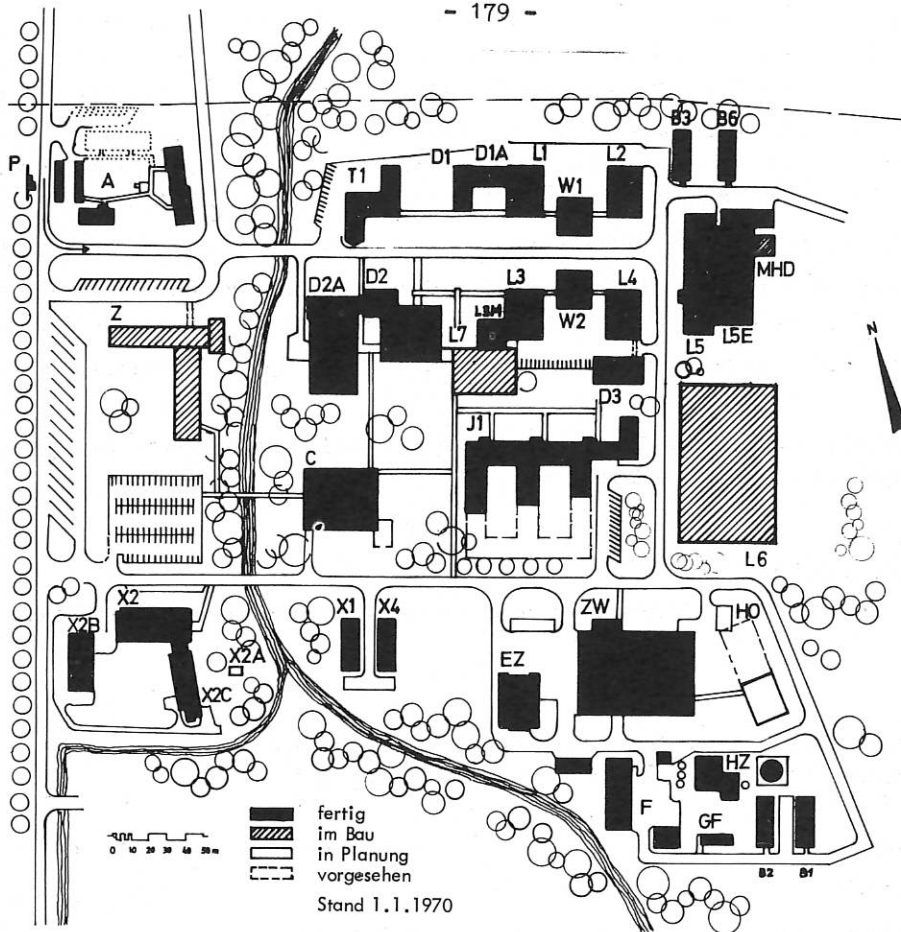 - 179 -
B3 B6
P
A
T1
D1 D1A L1 L2
W1
MHD
D2A D2
L3 L4
L3M
W2
L7
Z
L5 L5E
D3
J1
C
L6
N
X2 X2B
X2A
X2C
X1 X4
ZW
HO
EZ
HZ
F
GF
B2 B1
0 10 20 30 40 50m
fertig
im Bau
in Planung
vorgesehen
Stand 1.1.1970